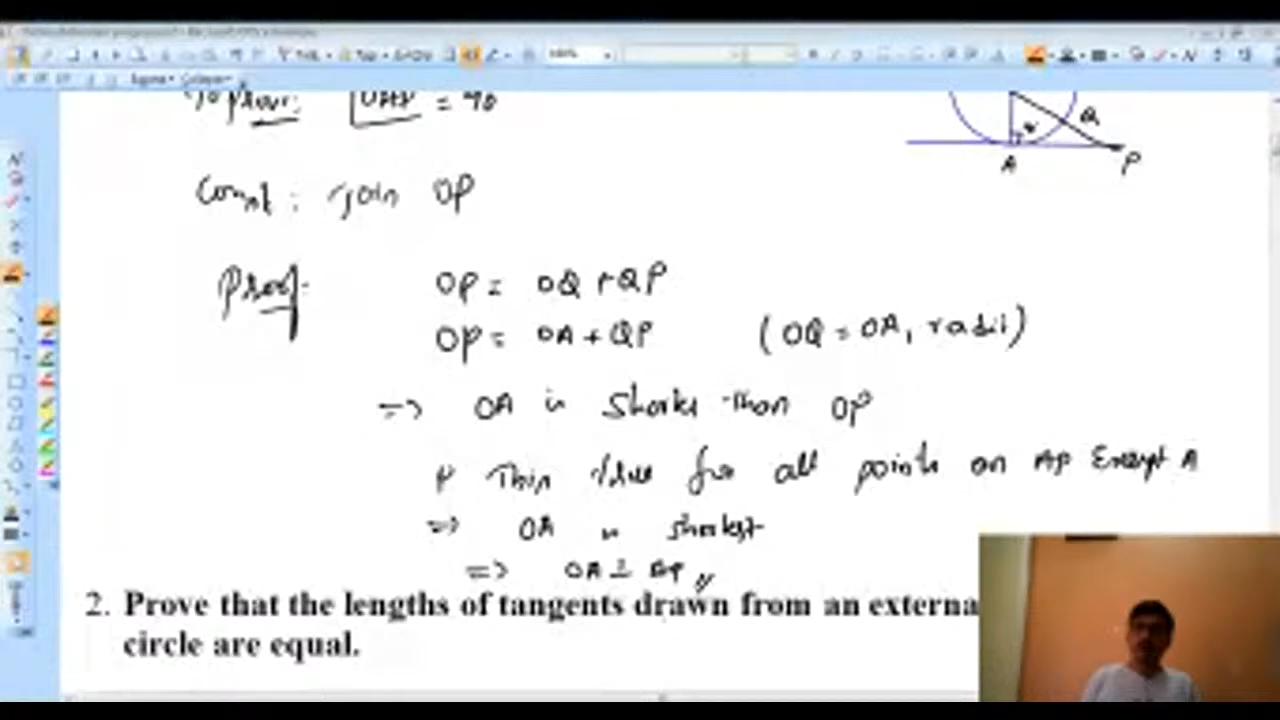 To prove: ∠OAP = 90
A
Q
P
Const: Join OP
Proof: OP = OQ + QP
OP = OA + QP (OQ = OA, radii)
=> OA is shorter than OP
This true for all points on AP Except A
=> OA is shortest
=> OA ⊥ AP
2. Prove that the lengths of tangents drawn from an externa
circle are equal.